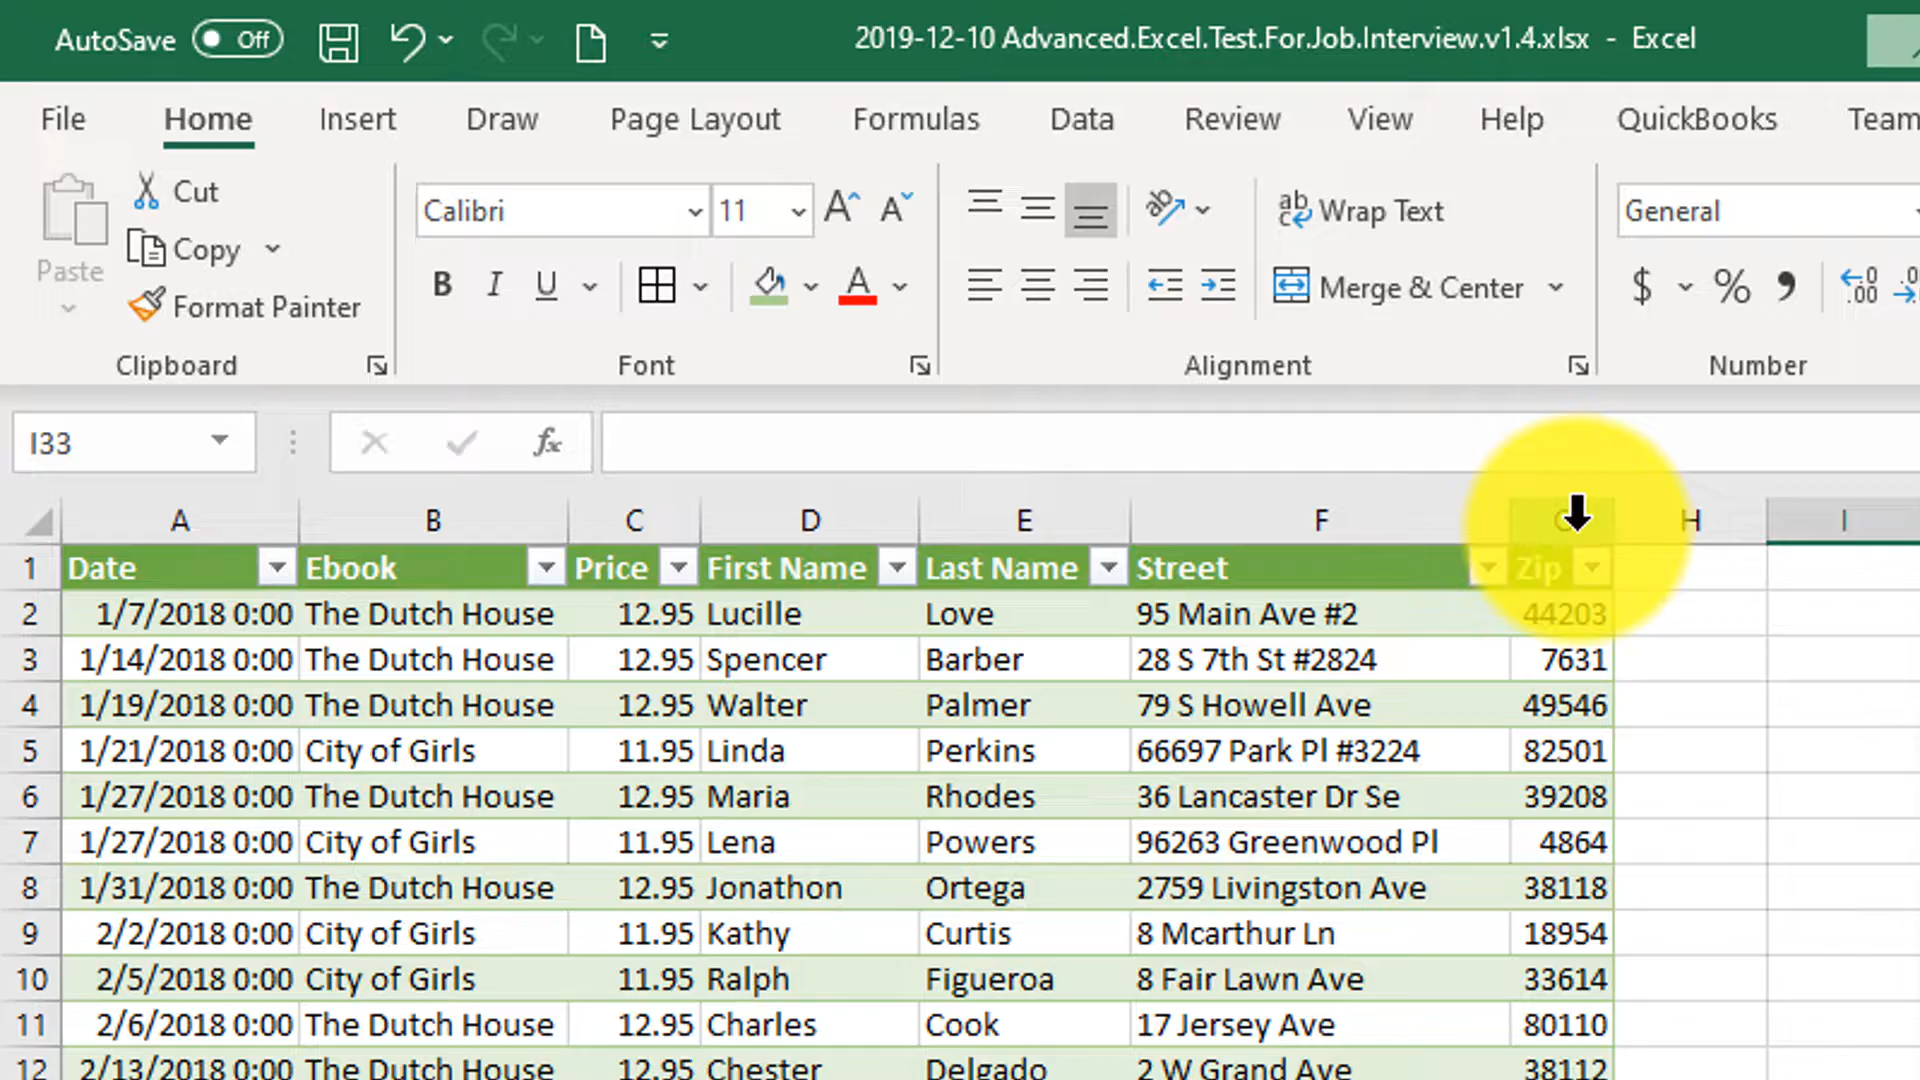 AutoSave Off 2019-12-10 Advanced.Excel.Test.For.Job.Interview.v1.4.xlsx - Excel
File Home Insert Draw Page Layout Formulas Data Review View Help QuickBooks Team
Paste Cut Calibri 11 A^ A˅ ab Wrap Text General
Copy B I U A Merge & Center $ % , .00
Format Painter
Clipboard Font Alignment Number
I33 fx
A B C D E F G H I
1 Date Ebook Price First Name Last Name Street Zip
2 1/7/2018 0:00 The Dutch House 12.95 Lucille Love 95 Main Ave #2 44203
3 1/14/2018 0:00 The Dutch House 12.95 Spencer Barber 28 S 7th St #2824 7631
4 1/19/2018 0:00 The Dutch House 12.95 Walter Palmer 79 S Howell Ave 49546
5 1/21/2018 0:00 City of Girls 11.95 Linda Perkins 66697 Park Pl #3224 82501
6 1/27/2018 0:00 The Dutch House 12.95 Maria Rhodes 36 Lancaster Dr Se 39208
7 1/27/2018 0:00 City of Girls 11.95 Lena Powers 96263 Greenwood Pl 4864
8 1/31/2018 0:00 The Dutch House 12.95 Jonathon Ortega 2759 Livingston Ave 38118
9 2/2/2018 0:00 City of Girls 11.95 Kathy Curtis 8 Mcarthur Ln 18954
10 2/5/2018 0:00 City of Girls 11.95 Ralph Figueroa 8 Fair Lawn Ave 33614
11 2/6/2018 0:00 The Dutch House 12.95 Charles Cook 17 Jersey Ave 80110
12 2/13/2018 0:00 The Dutch House 12.95 Chester Delgado 2 W Grand Ave 38112